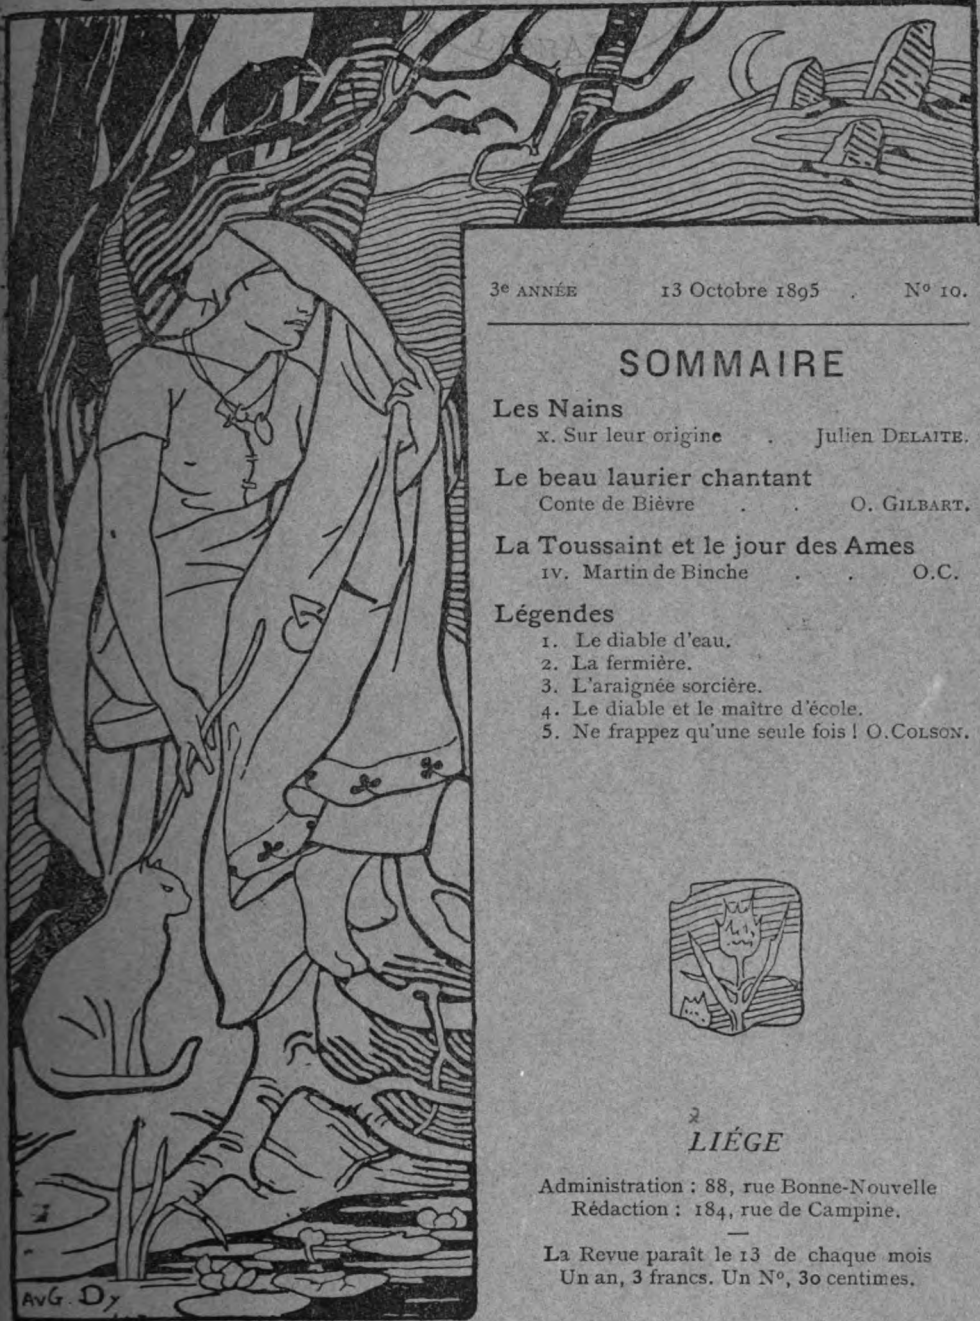 3e ANNÉE 13 Octobre 1895 . No 10.
SOMMAIRE
Les Nains
X. Sur leur origine . Julien DELAITE.
Le beau laurier chantant
Conte de Bièvre . . O. GILBART.
La Toussaint et le jour des Ames
IV. Martin de Binche . . O.C.
Légendes
1. Le diable d'eau.
2. La fermière.
3. L'araignée sorcière.
4. Le diable et le maître d'école.
5. Ne frappez qu'une seule fois ! O.COLSON.
LIÉGE
Administration : 88, rue Bonne-Nouvelle
Rédaction : 184, rue de Campine.
La Revue paraît le 13 de chaque mois
Un an, 3 francs. Un No, 30 centimes.
AVG. Dy